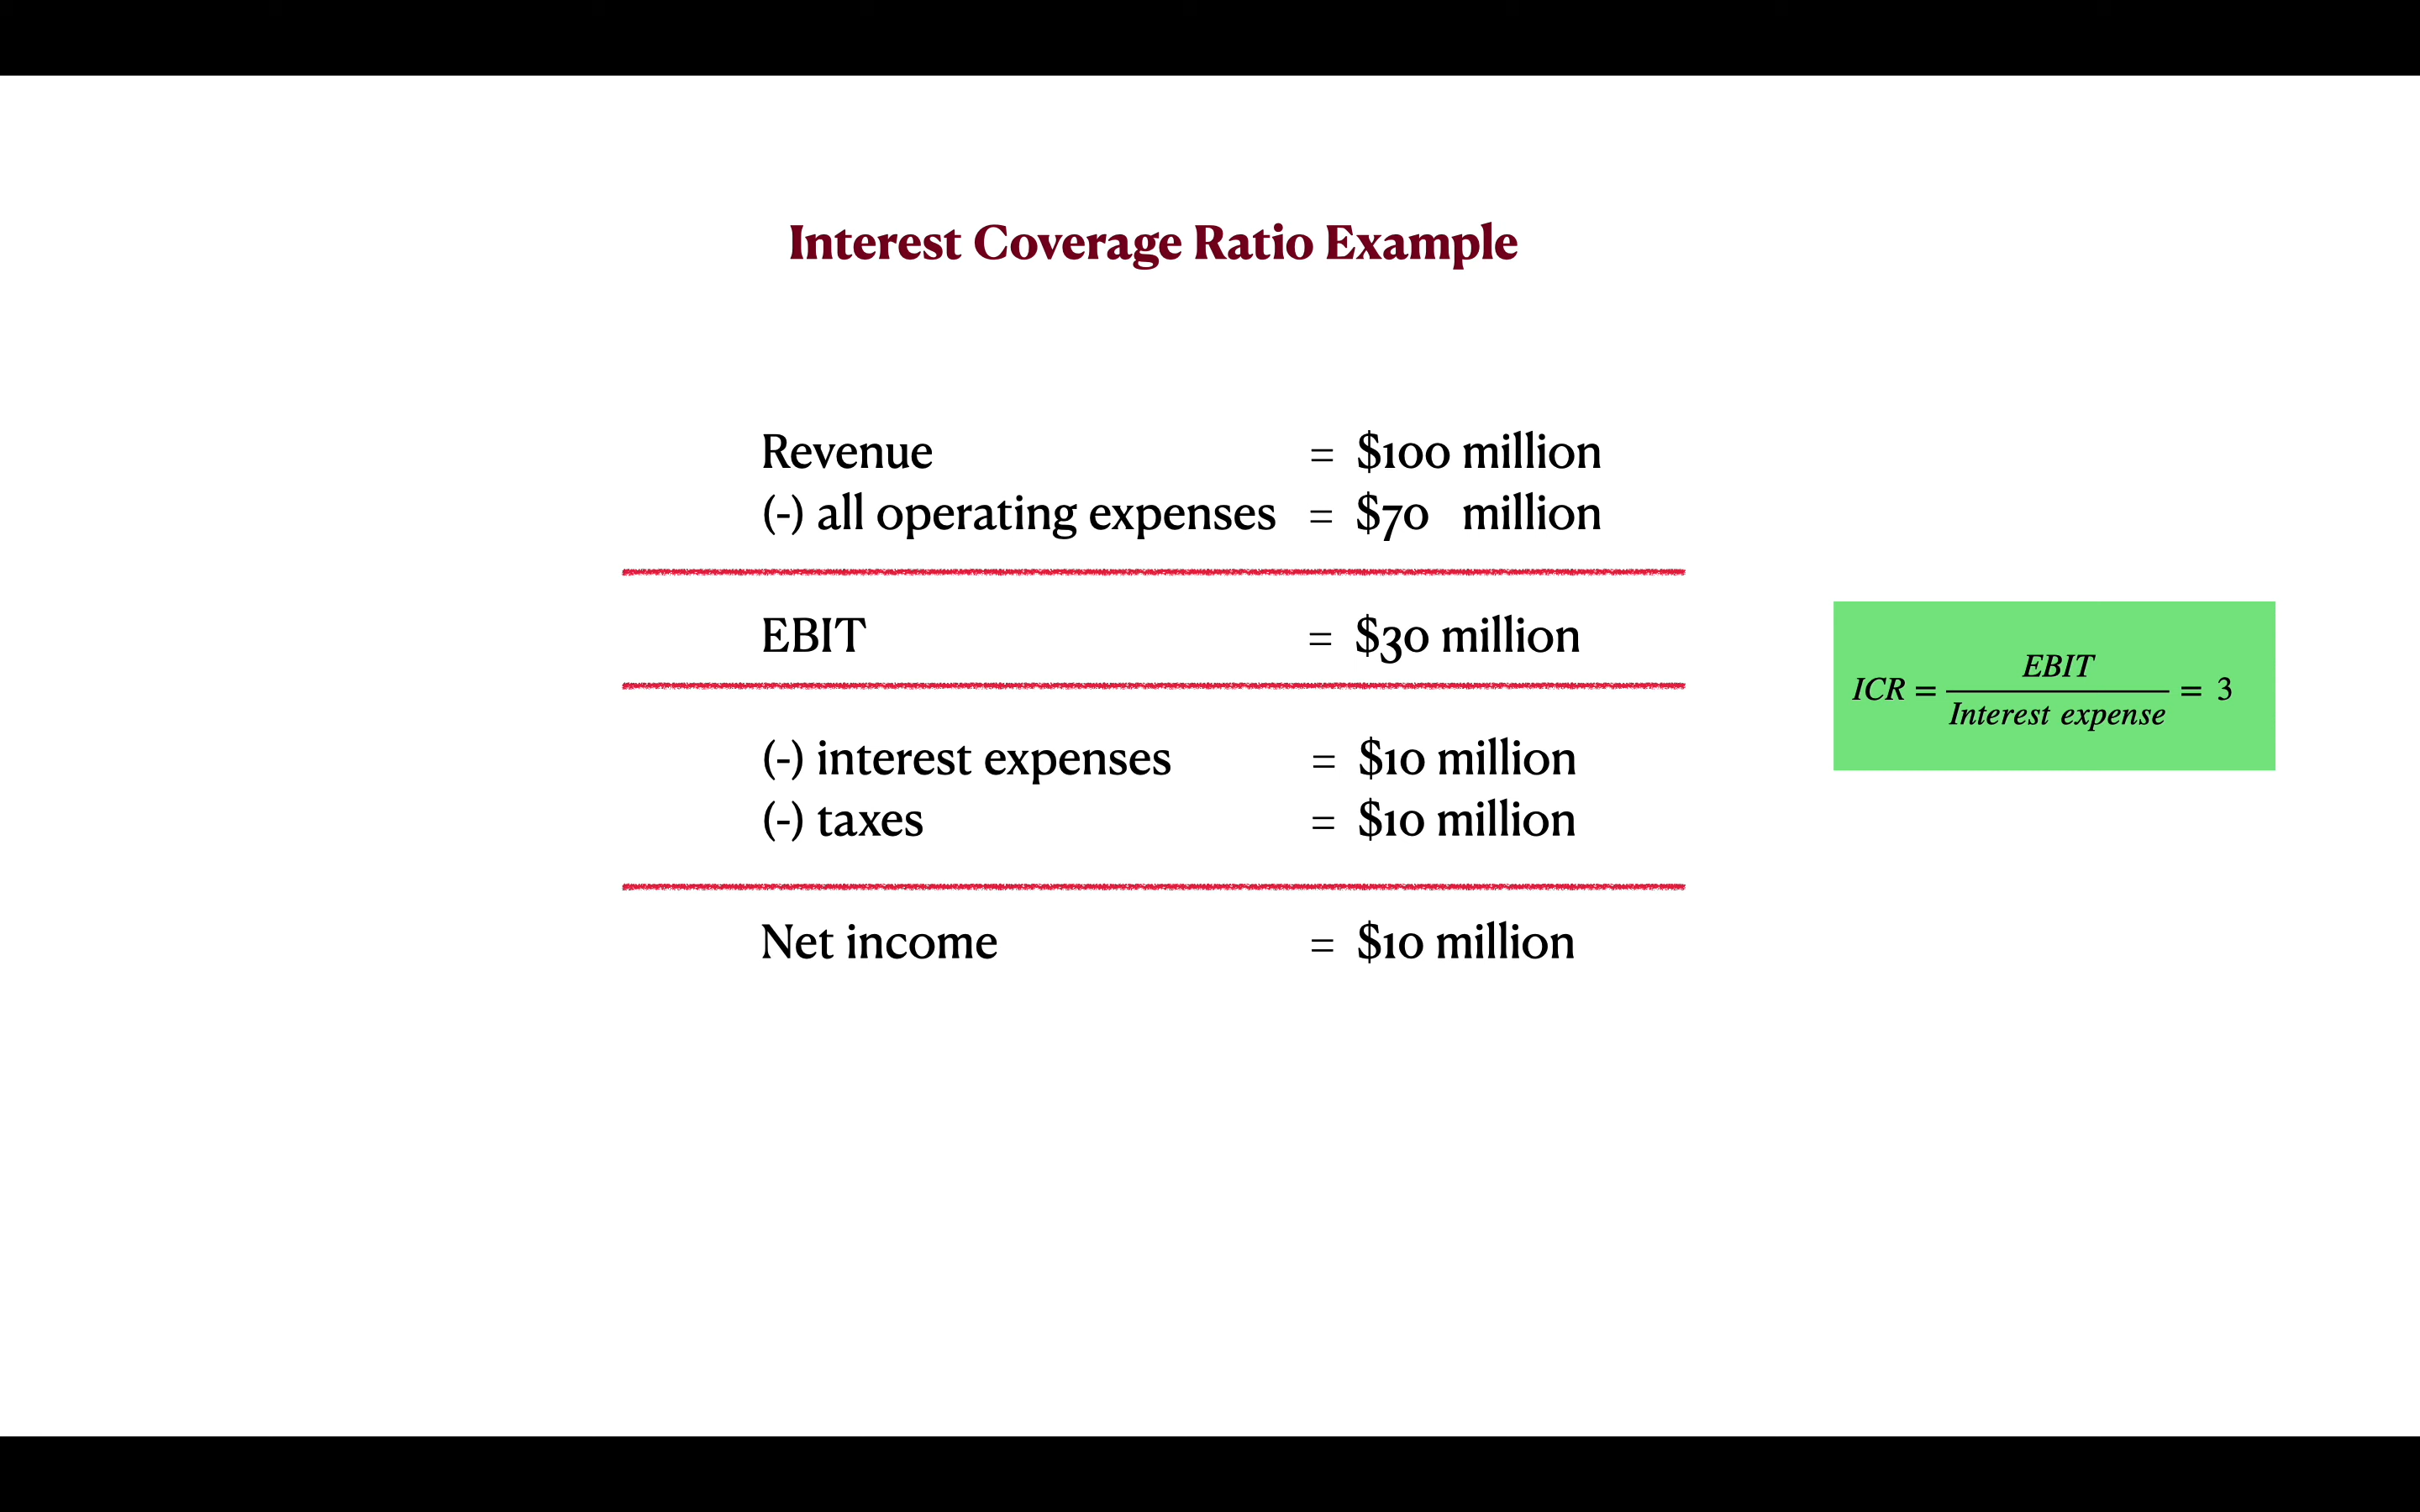 Interest Coverage Ratio Example
Revenue = $100 million
(-) all operating expenses = $70 million
EBIT = $30 million
ICR = EBIT / Interest expense = 3
(-) interest expenses = $10 million
(-) taxes = $10 million
Net income = $10 million